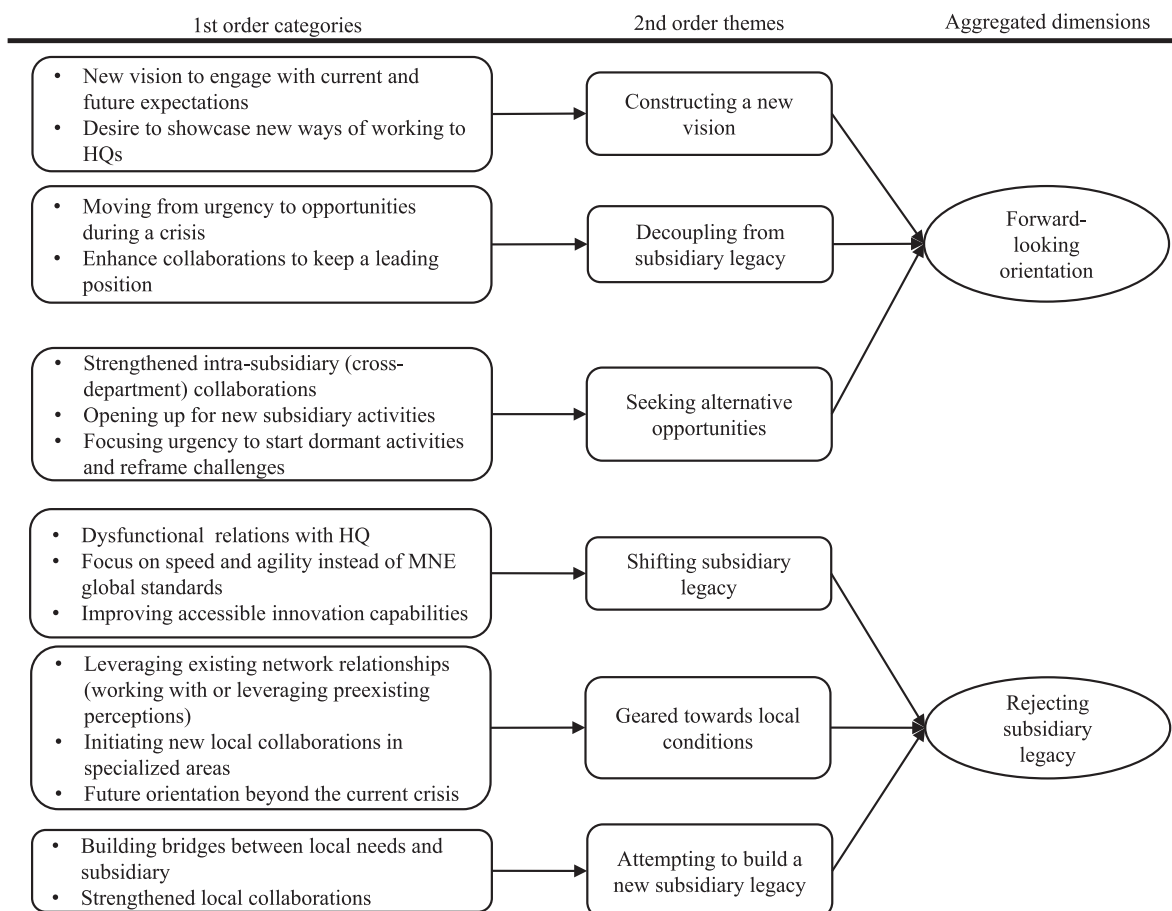 1st order categories
2nd order themes
Aggregated dimensions
• New vision to engage with current and
future expectations
• Desire to showcase new ways of working to
HQs
Constructing a new
vision
• Moving from urgency to opportunities
during a crisis
• Enhance collaborations to keep a leading
position
Decoupling from
subsidiary legacy
Forward-
looking
orientation
• Strengthened intra-subsidiary (cross-
department) collaborations
• Opening up for new subsidiary activities
• Focusing urgency to start dormant activities
and reframe challenges
Seeking alternative
opportunities
• Dysfunctional relations with HQ
• Focus on speed and agility instead of MNE
global standards
• Improving accessible innovation capabilities
Shifting subsidiary
legacy
• Leveraging existing network relationships
(working with or leveraging preexisting
perceptions)
• Initiating new local collaborations in
specialized areas
• Future orientation beyond the current crisis
Geared towards local
conditions
Rejecting
subsidiary
legacy
• Building bridges between local needs and
subsidiary
• Strengthened local collaborations
Attempting to build a
new subsidiary legacy